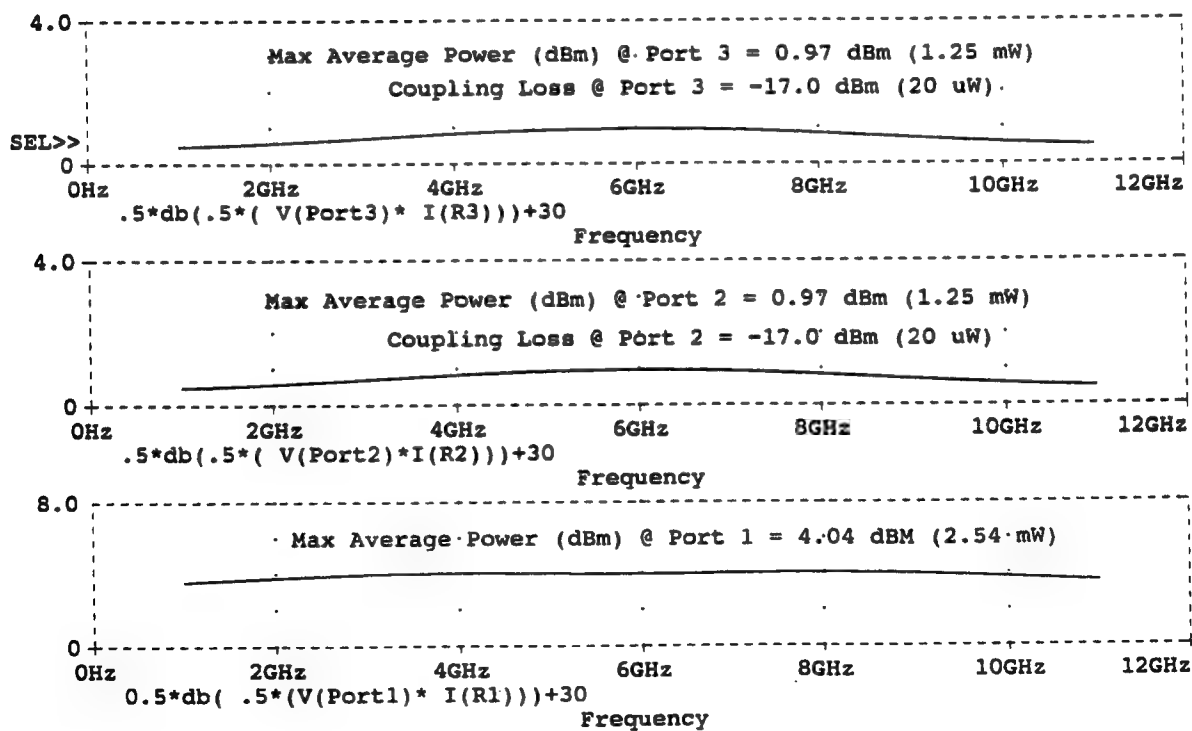 4.0
Max Average Power (dBm) @ Port 3 = 0.97 dBm (1.25 mW)
Coupling Loss @ Port 3 = -17.0 dBm (20 uW)
SEL>>
0
0Hz 2GHz 4GHz 6GHz 8GHz 10GHz 12GHz
.5*db(.5*( V(Port3)* I(R3)))+30
Frequency
4.0
Max Average Power (dBm) @ Port 2 = 0.97 dBm (1.25 mW)
Coupling Loss @ Port 2 = -17.0 dBm (20 uW)
0
0Hz 2GHz 4GHz 6GHz 8GHz 10GHz 12GHz
.5*db(.5*( V(Port2)*I(R2)))+30
Frequency
8.0
Max Average Power (dBm) @ Port 1 = 4.04 dBM (2.54 mW)
0
0Hz 2GHz 4GHz 6GHz 8GHz 10GHz 12GHz
0.5*db( .5*(V(Port1)* I(R1)))+30
Frequency